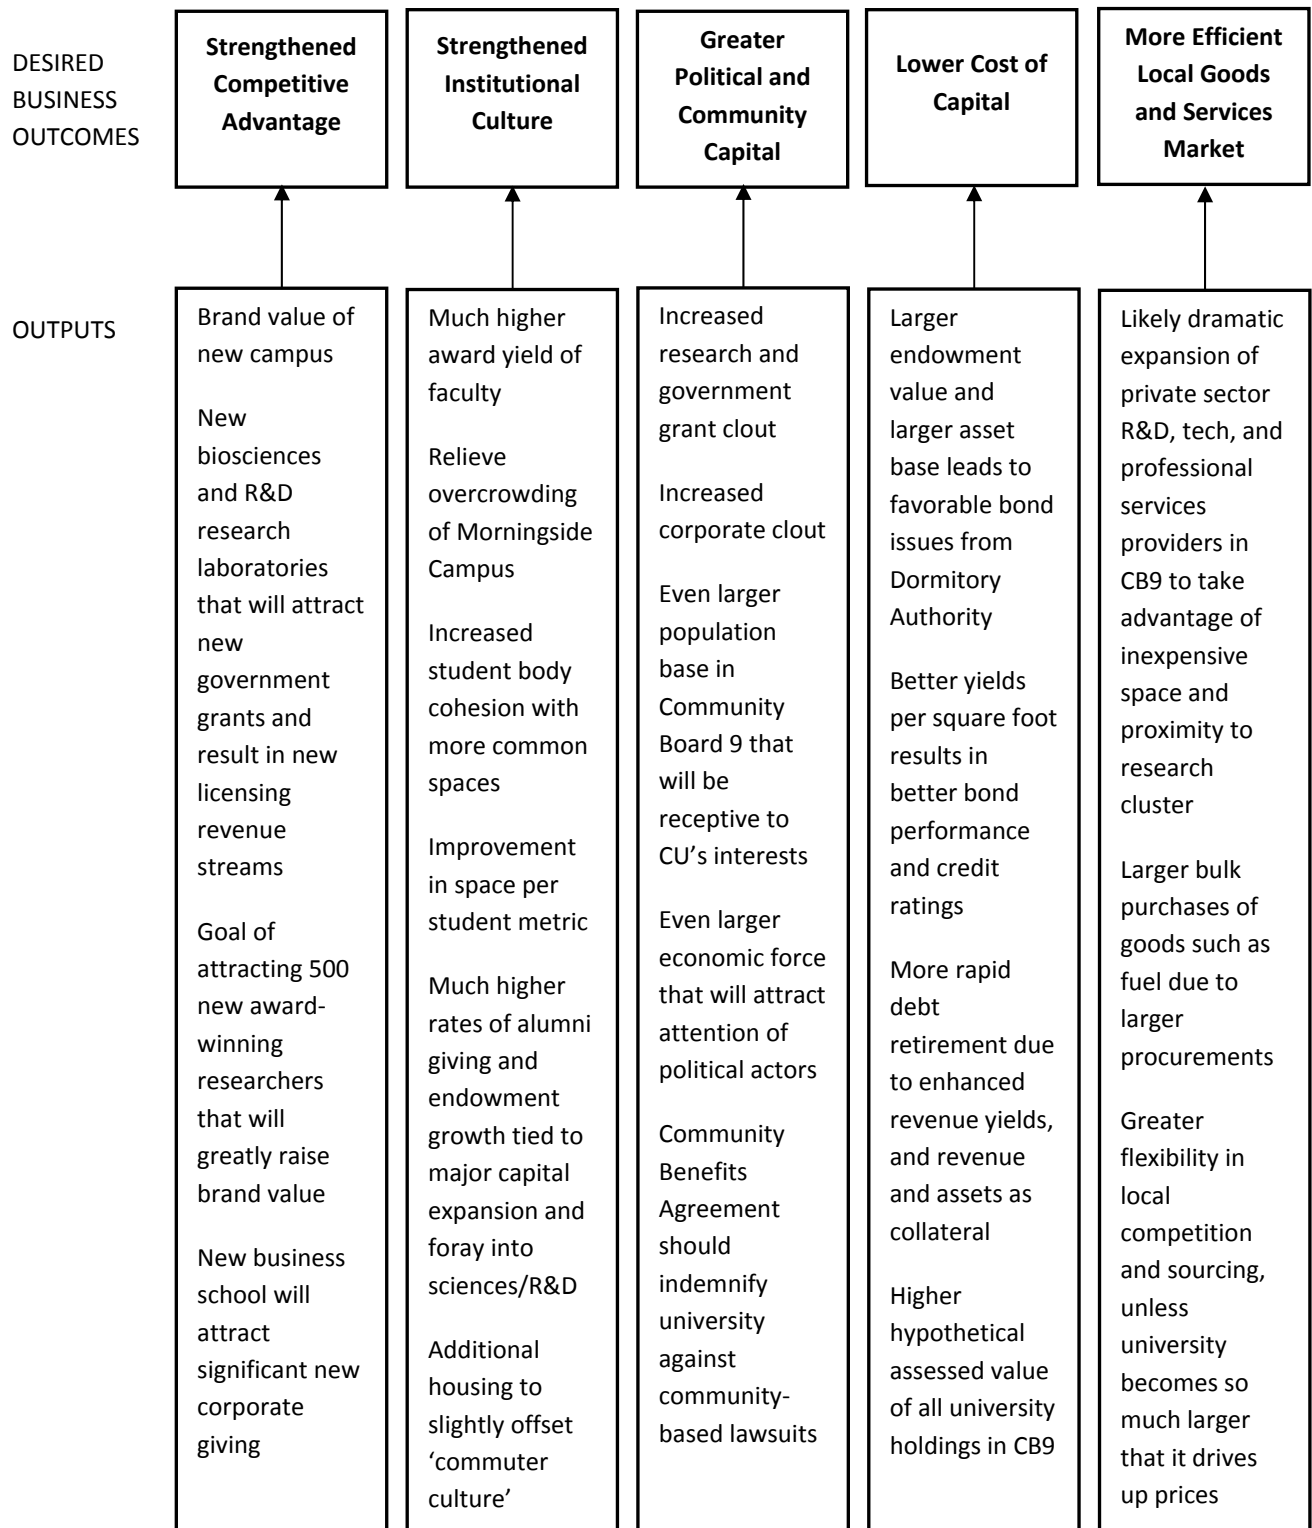 DESIRED
BUSINESS
OUTCOMES
Strengthened
Competitive
Advantage
Strengthened
Institutional
Culture
Greater
Political and
Community
Capital
Lower Cost of
Capital
More Efficient
Local Goods
and Services
Market
OUTPUTS
Brand value of
new campus
New
biosciences
and R&D
research
laboratories
that will attract
new
government
grants and
result in new
licensing
revenue
streams
Goal of
attracting 500
new award-
winning
researchers
that will
greatly raise
brand value
New business
school will
attract
significant new
corporate
giving
Much higher
award yield of
faculty
Relieve
overcrowding
of Morningside
Campus
Increased
student body
cohesion with
more common
spaces
Improvement
in space per
student metric
Much higher
rates of alumni
giving and
endowment
growth tied to
major capital
expansion and
foray into
sciences/R&D
Additional
housing to
slightly offset
‘commuter
culture’
Increased
research and
government
grant clout
Increased
corporate clout
Even larger
population
base in
Community
Board 9 that
will be
receptive to
CU’s interests
Even larger
economic force
that will attract
attention of
political actors
Community
Benefits
Agreement
should
indemnify
university
against
community-
based lawsuits
Larger
endowment
value and
larger asset
base leads to
favorable bond
issues from
Dormitory
Authority
Better yields
per square foot
results in
better bond
performance
and credit
ratings
More rapid
debt
retirement due
to enhanced
revenue yields,
and revenue
and assets as
collateral
Higher
hypothetical
assessed value
of all university
holdings in CB9
Likely dramatic
expansion of
private sector
R&D, tech, and
professional
services
providers in
CB9 to take
advantage of
inexpensive
space and
proximity to
research
cluster
Larger bulk
purchases of
goods such as
fuel due to
larger
procurements
Greater
flexibility in
local
competition
and sourcing,
unless
university
becomes so
much larger
that it drives
up prices